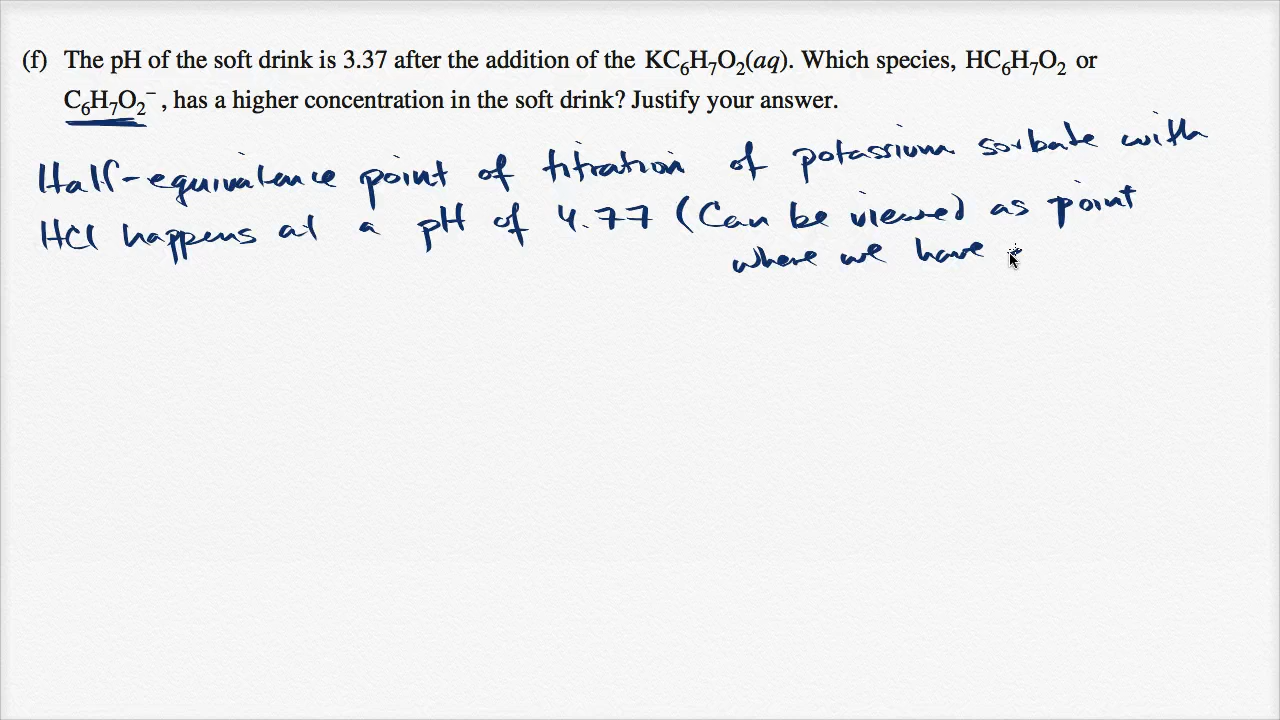 (f) The pH of the soft drink is 3.37 after the addition of the KC₆H₇O₂(aq). Which species, HC₆H₇O₂ or
C₆H₇O₂⁻, has a higher concentration in the soft drink? Justify your answer.
Half-equivalence point of titration of potassium sorbate with
HCl happens at a pH of 4.77 (Can be viewed as point
where we have